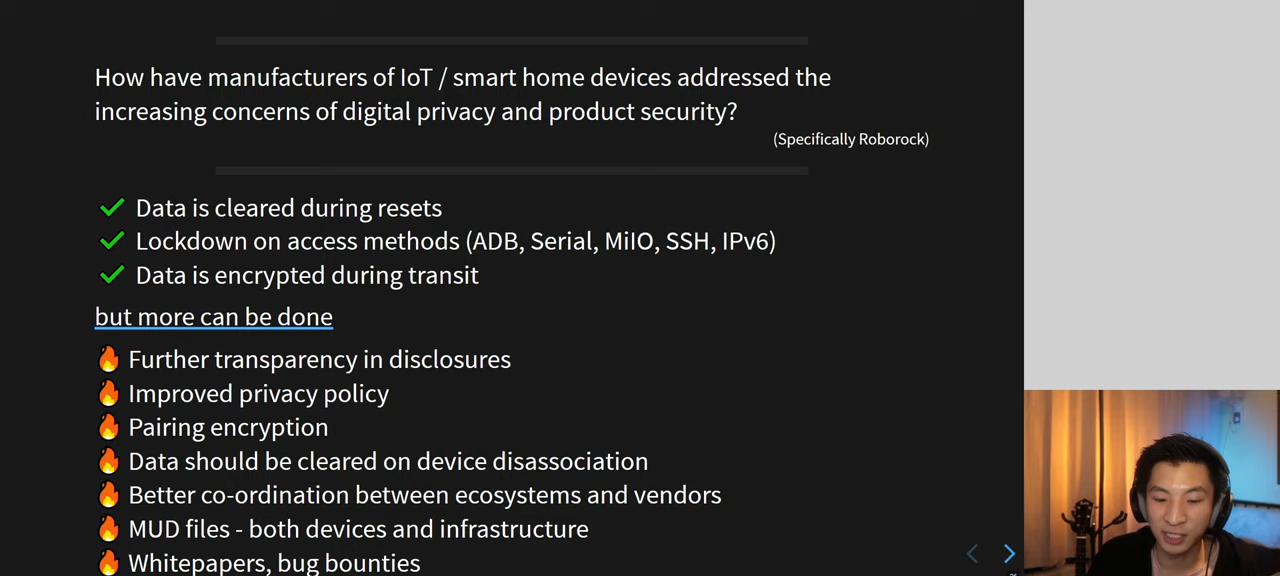 How have manufacturers of IoT / smart home devices addressed the
increasing concerns of digital privacy and product security?
(Specifically Roborock)
Data is cleared during resets
Lockdown on access methods (ADB, Serial, MiIO, SSH, IPv6)
Data is encrypted during transit
but more can be done
Further transparency in disclosures
Improved privacy policy
Pairing encryption
Data should be cleared on device disassociation
Better co-ordination between ecosystems and vendors
MUD files - both devices and infrastructure
Whitepapers, bug bounties